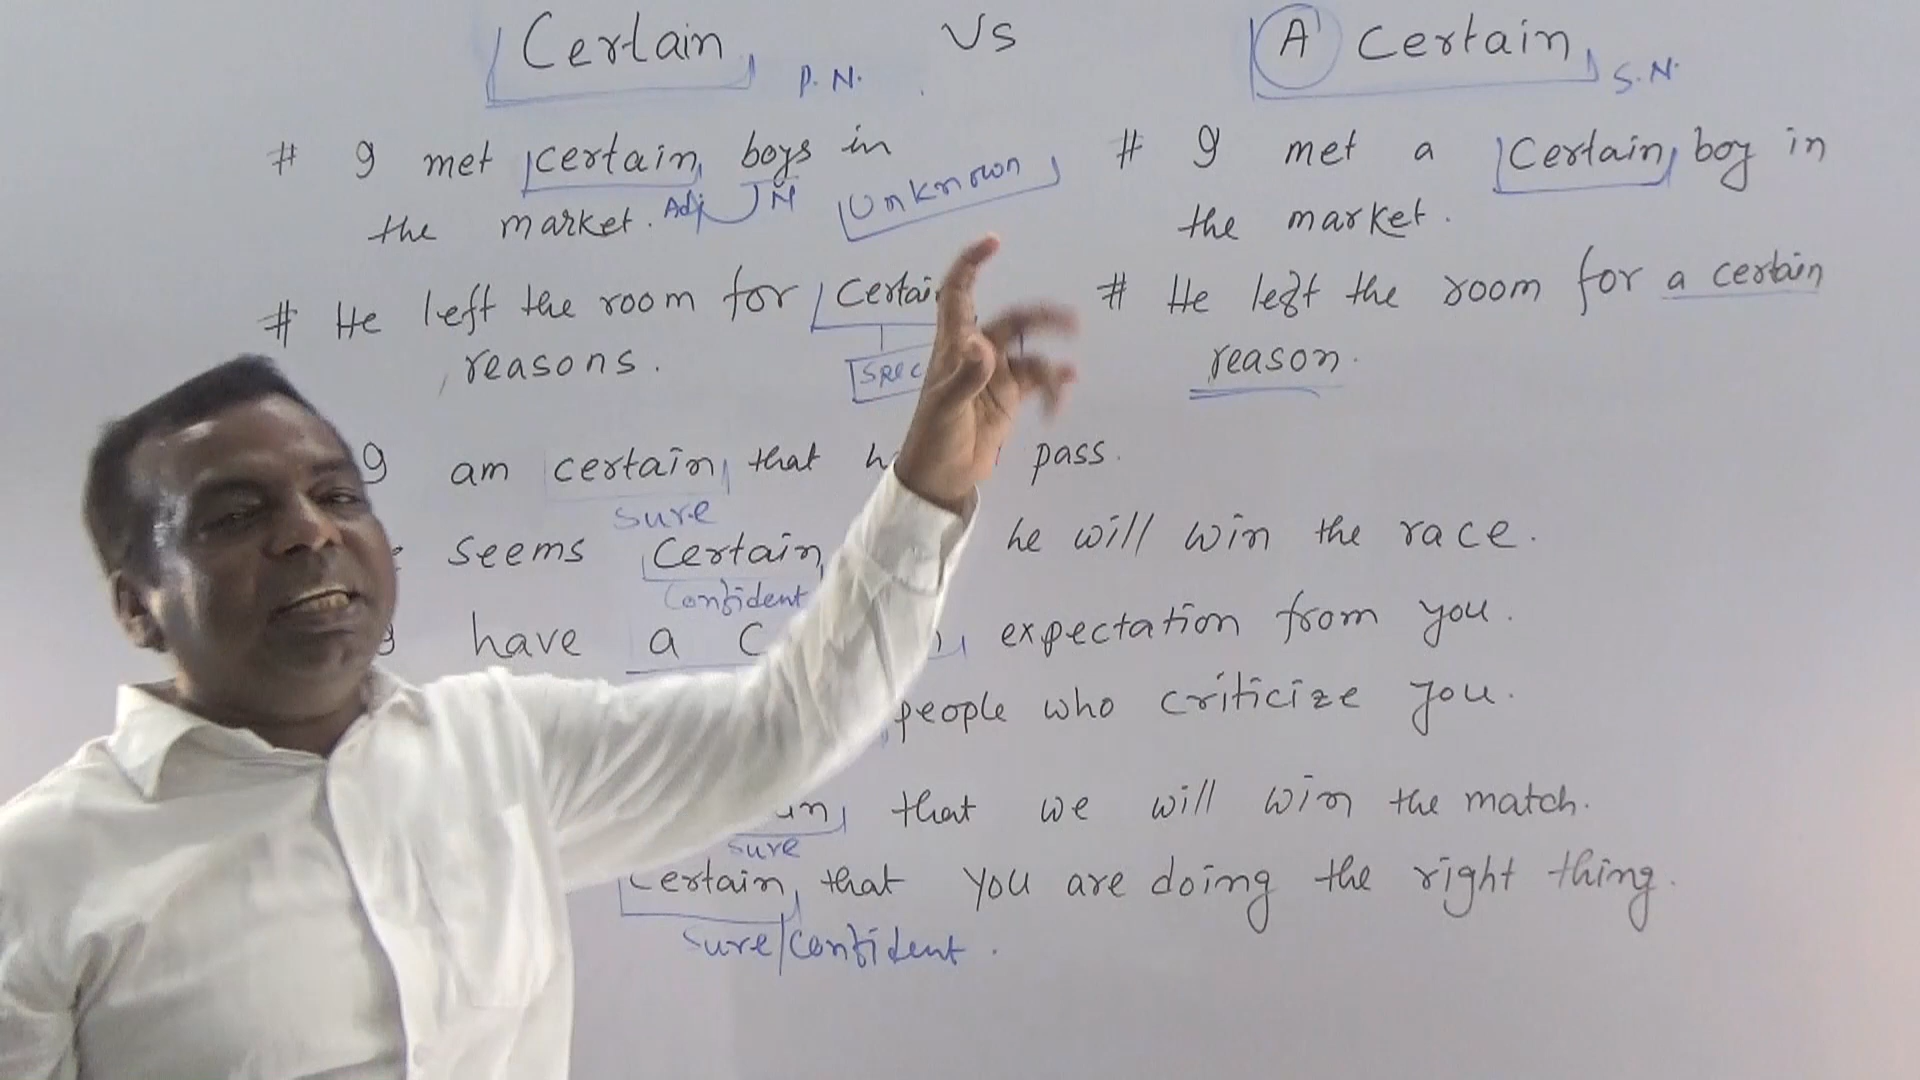 Certain Vs A Certain
P.N. S.N.
# I met certain boys in
the market. Adj N
Unknown
# He left the room for
reasons.
# I met a certain boy in
the market.
# He left the room for a certain
reason.
I am certain that pass.
sure
seems certain he will win the race.
confident
have a expectation from you.
people who criticize you.
that we will win the match.
sure
certain that you are doing the right thing.
sure/confident.